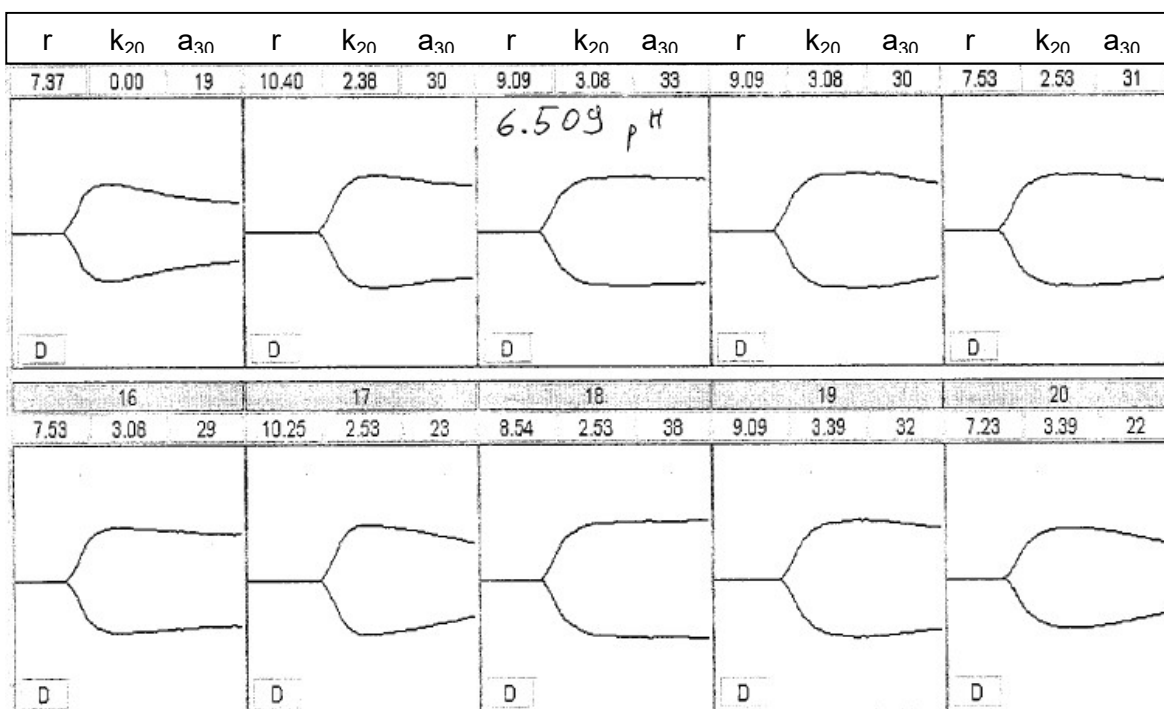 r k₂₀ a₃₀ r k₂₀ a₃₀ r k₂₀ a₃₀ r k₂₀ a₃₀ r k₂₀ a₃₀
7.37 0.00 19 10.40 2.38 30 9.09 3.08 33 9.09 3.08 30 7.53 2.53 31
6.509 pH
D D D D D
16 17 18 19 20
7.53 3.08 29 10.25 2.53 23 8.54 2.53 38 9.09 3.39 32 7.23 3.39 22
D D D D D